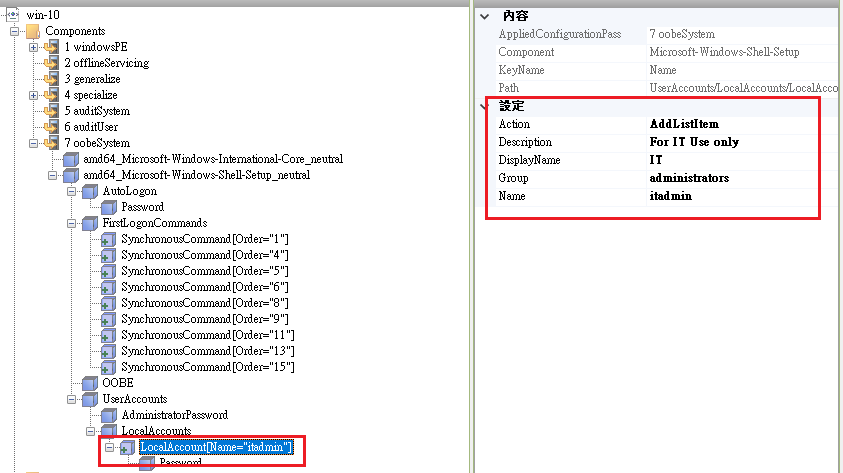 win-10
Components
1 windowsPE
2 offlineServicing
3 generalize
4 specialize
5 auditSystem
6 auditUser
7 oobeSystem
amd64_Microsoft-Windows-International-Core_neutral
amd64_Microsoft-Windows-Shell-Setup_neutral
AutoLogon
Password
FirstLogonCommands
SynchronousCommand[Order="1"]
SynchronousCommand[Order="4"]
SynchronousCommand[Order="5"]
SynchronousCommand[Order="6"]
SynchronousCommand[Order="8"]
SynchronousCommand[Order="9"]
SynchronousCommand[Order="11"]
SynchronousCommand[Order="13"]
SynchronousCommand[Order="15"]
OOBE
UserAccounts
AdministratorPassword
LocalAccounts
LocalAccount[Name="itadmin"]
Password
內容
AppliedConfigurationPass 7 oobeSystem
Component Microsoft-Windows-Shell-Setup
KeyName Name
Path UserAccounts/LocalAccounts/LocalAcco
設定
Action AddListItem
Description For IT Use only
DisplayName IT
Group administrators
Name itadmin